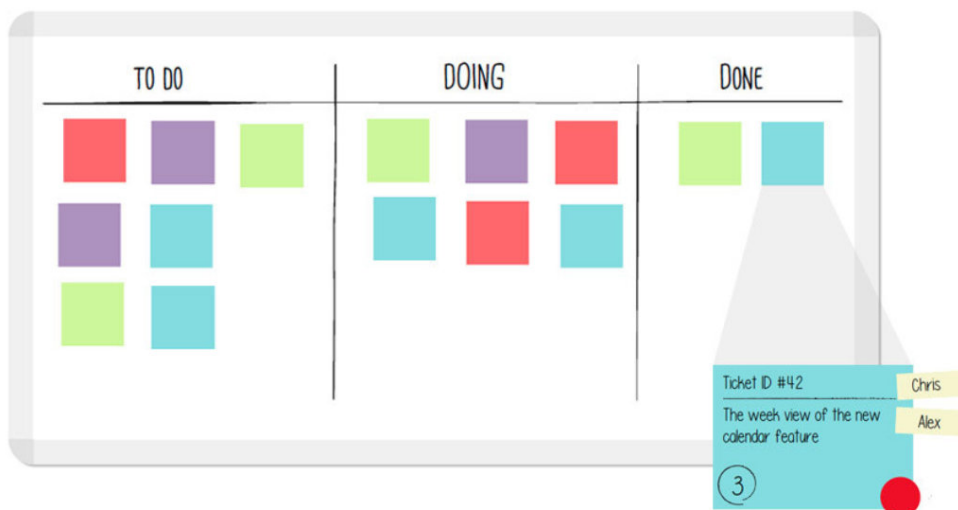 TO DO
DOING
DONE
Ticket ID #42
Chris
The week view of the new
calendar feature
Alex
3